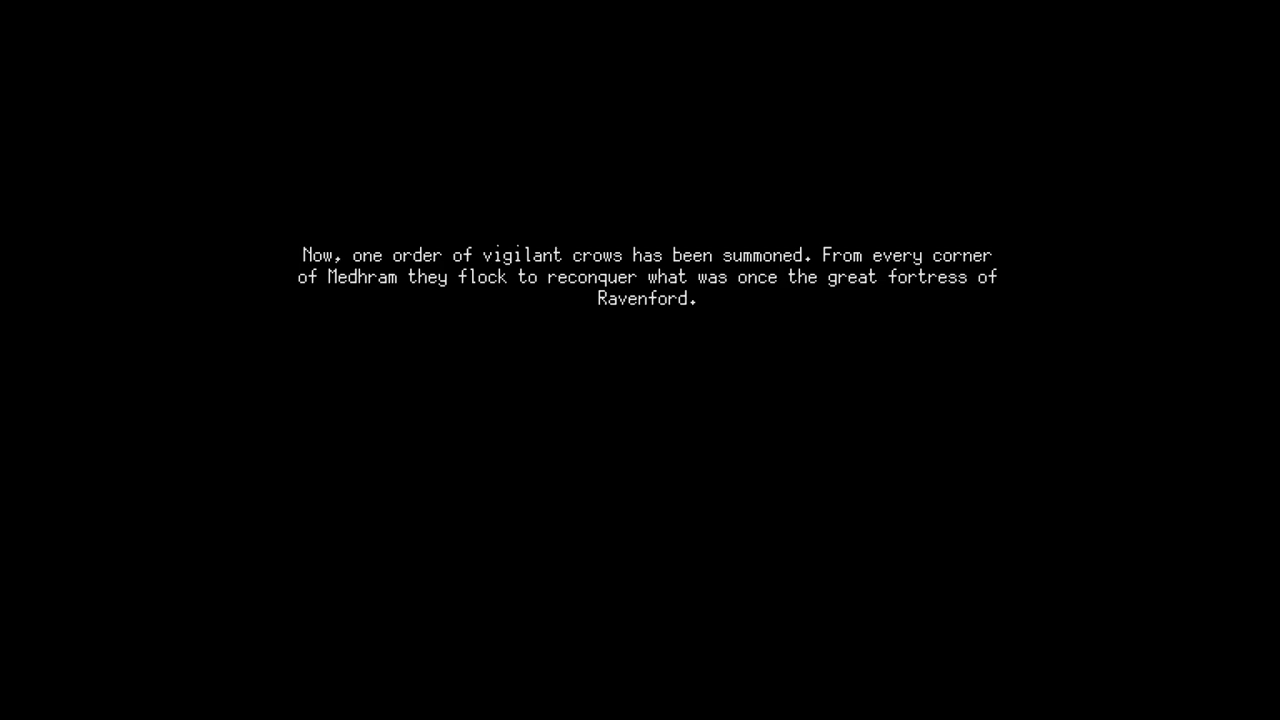 Now, one order of vigilant crows has been summoned. From every corner
of Medhram they flock to reconquer what was once the great fortress of
Ravenford.